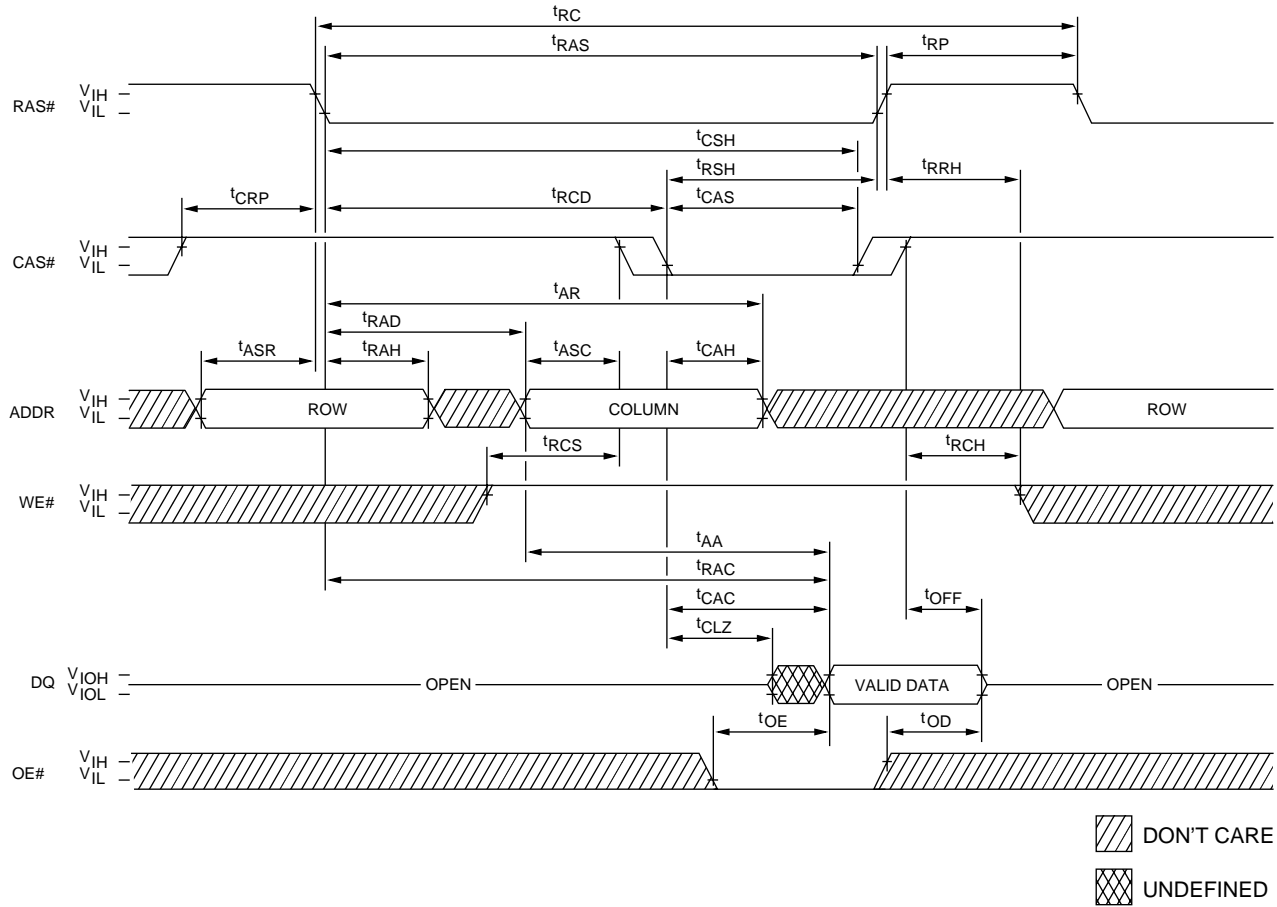 tRC
tRAS
tRP
RAS#
VIH
VIL
tCSH
tRSH
tRRH
tCRP
tRCD
tCAS
CAS#
VIH
VIL
tAR
tRAD
tASR
tRAH
tASC
tCAH
ADDR
VIH
VIL
ROW
COLUMN
ROW
tRCS
tRCH
WE#
VIH
VIL
tAA
tRAC
tCAC
tOFF
tCLZ
DQ
VIOH
VIOL
OPEN
VALID DATA
OPEN
tOE
tOD
OE#
VIH
VIL
DON'T CARE
UNDEFINED